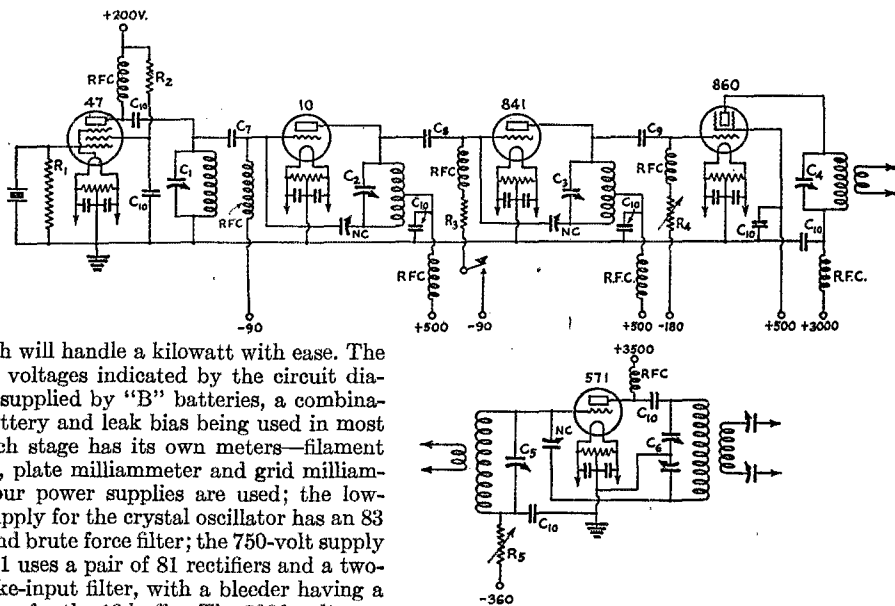 +200V.
RFC
R2
47
C10
C7
10
C8
841
C9
860
R1
C1
C10
RFC
C2
C10
NC
RFC
R3
C3
C10
NC
RFC
R4
C4
C10
C10
RFC
R.F.C.
R.F.C.
-90
+500
-90
+500
-180
+500
+3000
h will handle a kilowatt with ease. The
voltages indicated by the circuit dia-
supplied by "B" batteries, a combina-
ttery and leak bias being used in most
ch stage has its own meters—filament
, plate milliammeter and grid milliam-
our power supplies are used; the low-
pply for the crystal oscillator has an 83
nd brute force filter; the 750-volt supply
1 uses a pair of 81 rectifiers and a two-
ke-input filter, with a bleeder having a
+3500
RFC
571
C10
NC
C5
C6
C10
R5
-360